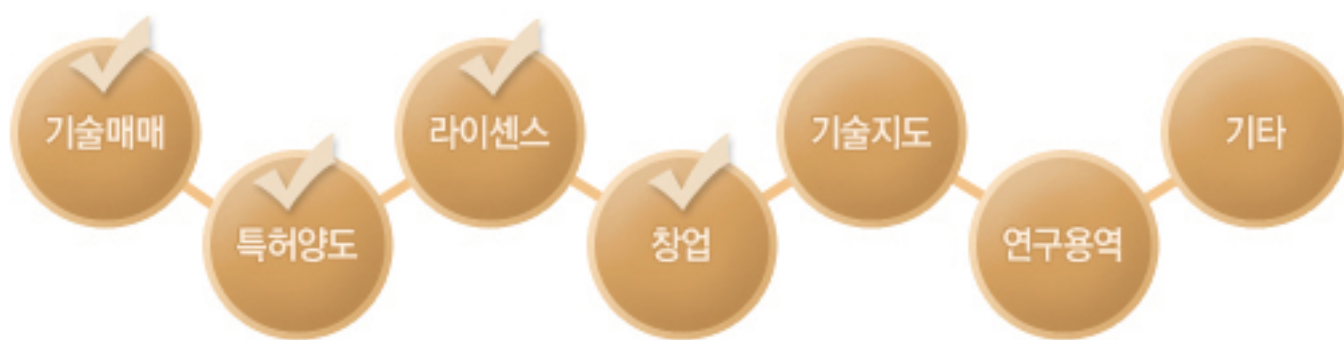 기술매매
특허양도
라이센스
창업
기술지도
연구용역
기타